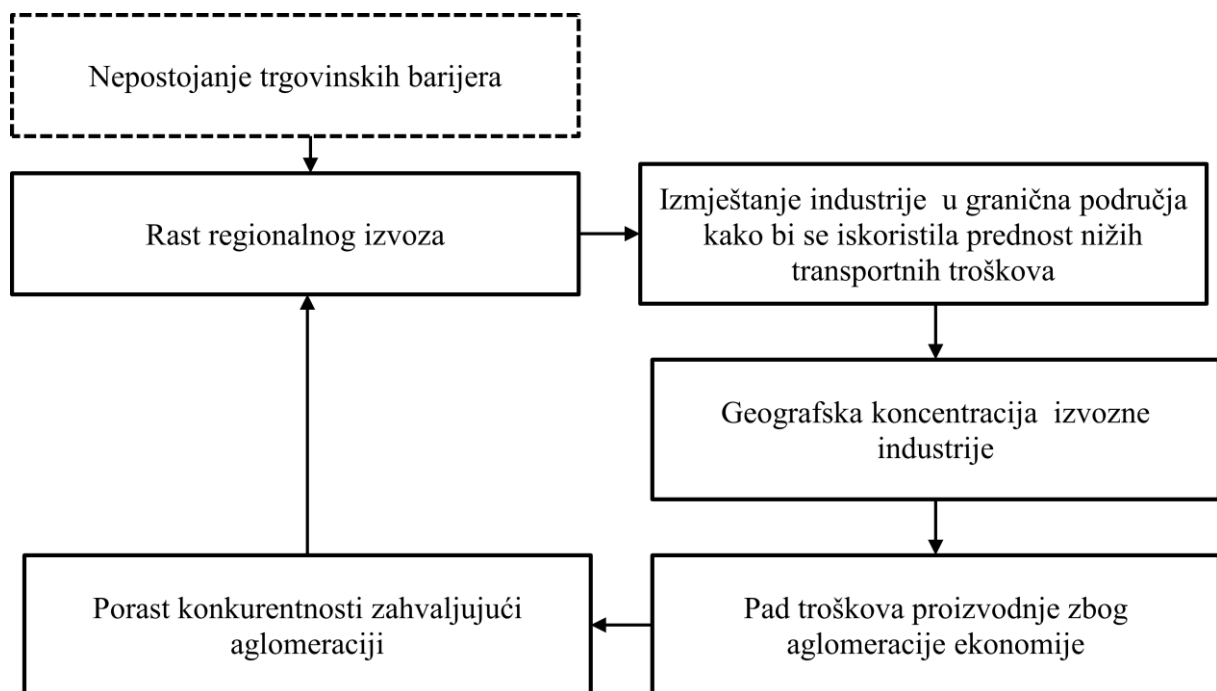 Nepostojanje trgovinskih barijera
Rast regionalnog izvoza
Izmještanje industrije  u granična područja
kako bi se iskoristila prednost nižih
transportnih troškova
Geografska koncentracija  izvozne
industrije
Pad troškova proizvodnje zbog
aglomeracije ekonomije
Porast konkurentnosti zahvaljujući
aglomeraciji